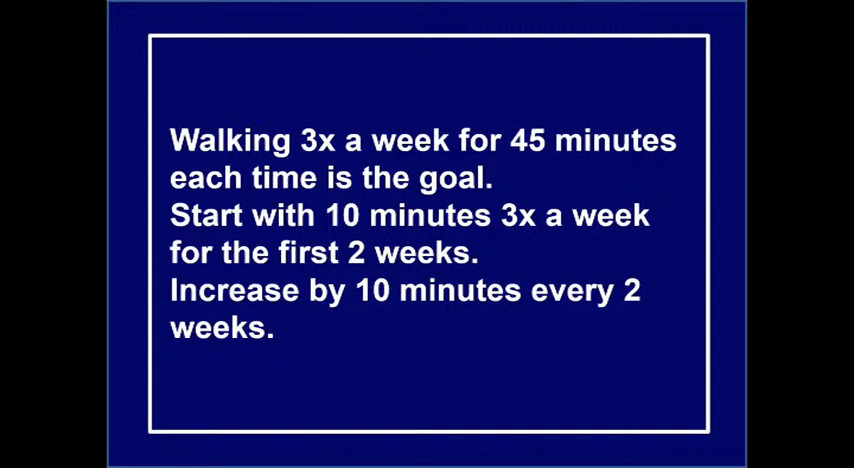 Walking 3x a week for 45 minutes
each time is the goal.
Start with 10 minutes 3x a week
for the first 2 weeks.
Increase by 10 minutes every 2
weeks.